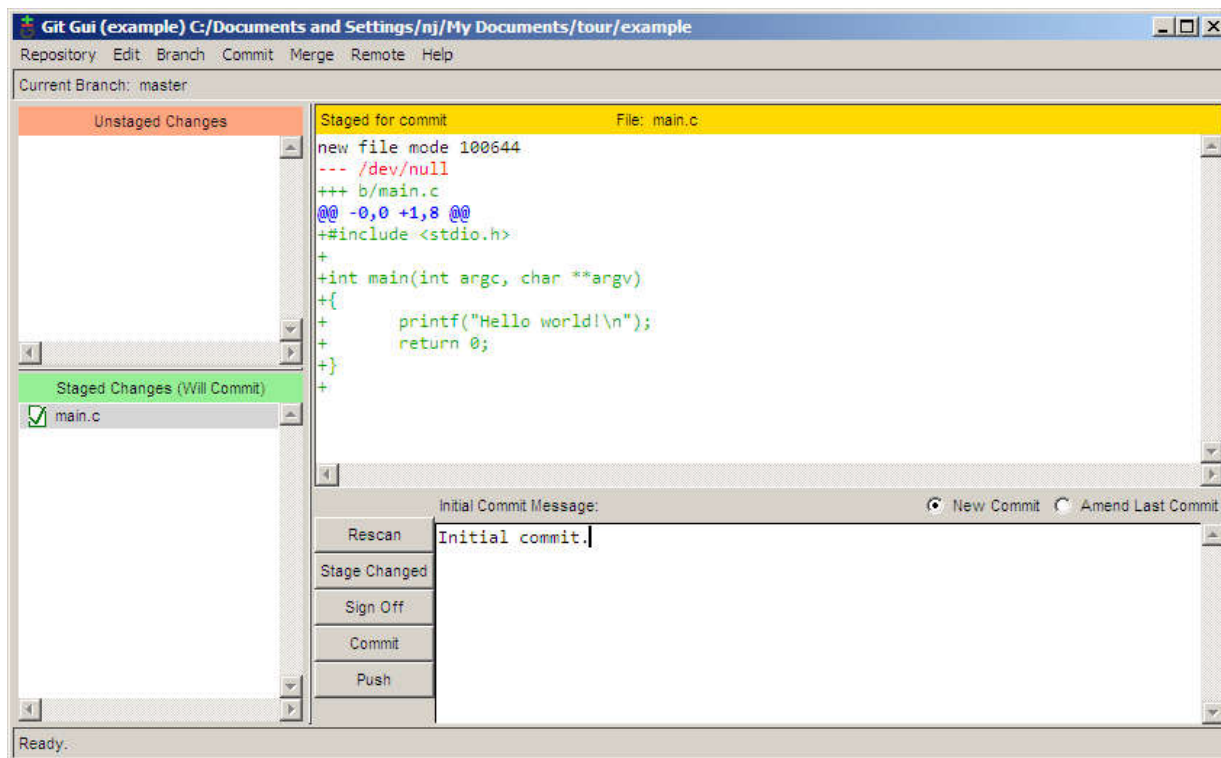 Git Gui (example) C:/Documents and Settings/nj/My Documents/tour/example
Repository Edit Branch Commit Merge Remote Help
Current Branch: master
Unstaged Changes
Staged Changes (Will Commit)
main.c
Staged for commit File: main.c
new file mode 100644
--- /dev/null
+++ b/main.c
@@ -0,0 +1,8 @@
+#include <stdio.h>
+
+int main(int argc, char **argv)
+{
+       printf("Hello world!\n");
+       return 0;
+}
+
Initial Commit Message: New Commit Amend Last Commit
Rescan
Stage Changed
Sign Off
Commit
Push
Initial commit.
Ready.